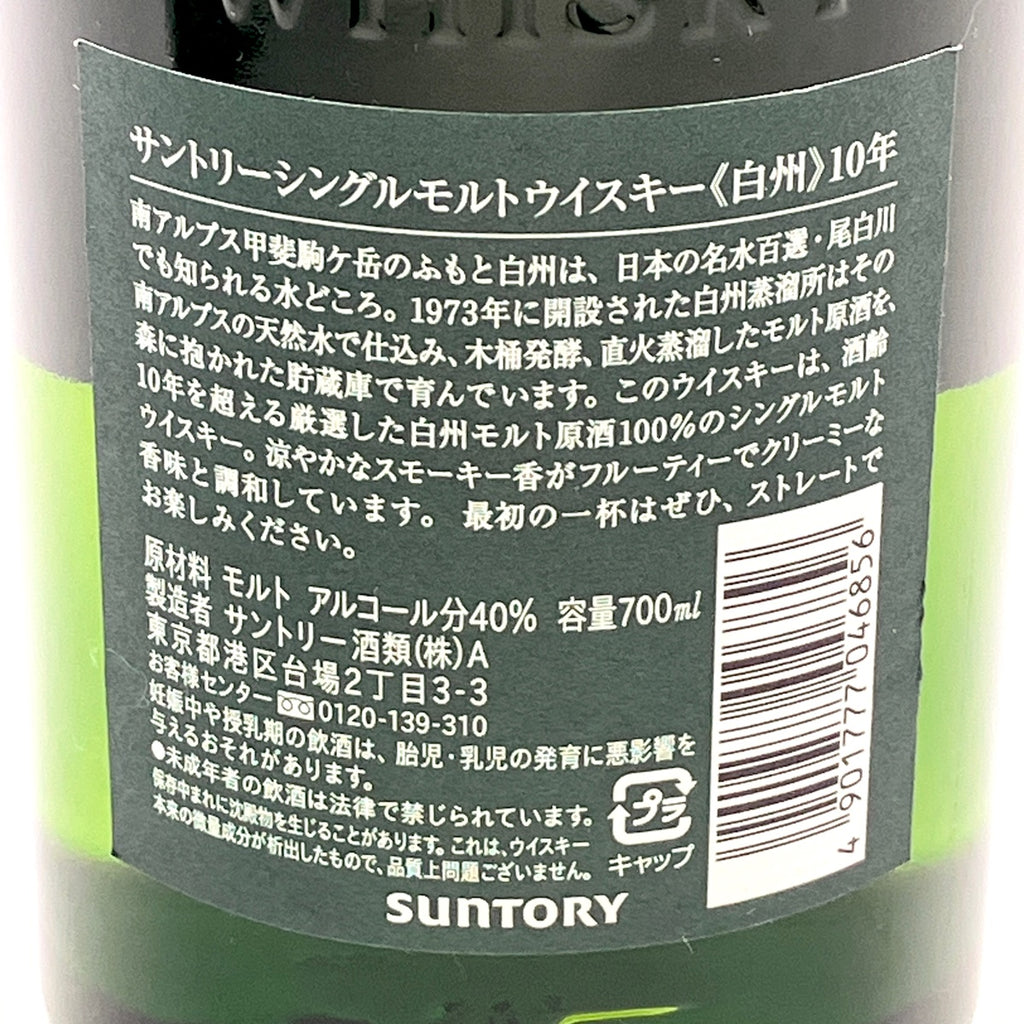 WHISKY
サントリーシングルモルトウイスキー《白州》10年
南アルプス甲斐駒ケ岳のふもと白州は、日本の名水百選・尾白川
でも知られる水どころ。1973年に開設された白州蒸溜所はその
南アルプスの天然水で仕込み、木桶発酵、直火蒸溜したモルト原酒を、
森に抱かれた貯蔵庫で育んでいます。このウイスキーは、酒齢
10年を超える厳選した白州モルト原酒100%のシングルモルト
ウイスキー。涼やかなスモーキー香がフルーティーでクリーミーな
香味と調和しています。 最初の一杯はぜひ、ストレートで
お楽しみください。
原材料 モルト アルコール分40% 容量700ml
製造者 サントリー酒類(株)A
東京都港区台場2丁目3-3
お客様センター 0120-139-310
妊娠中や授乳期の飲酒は、胎児・乳児の発育に悪影響を
与えるおそれがあります。
●未成年者の飲酒は法律で禁じられています。
保存中まれに沈殿物を生じることがあります。これは、ウイスキー
本来の微量成分が析出したもので、品質上問題ございません。
プラ
キャップ
SUNTORY
4 901777 046856